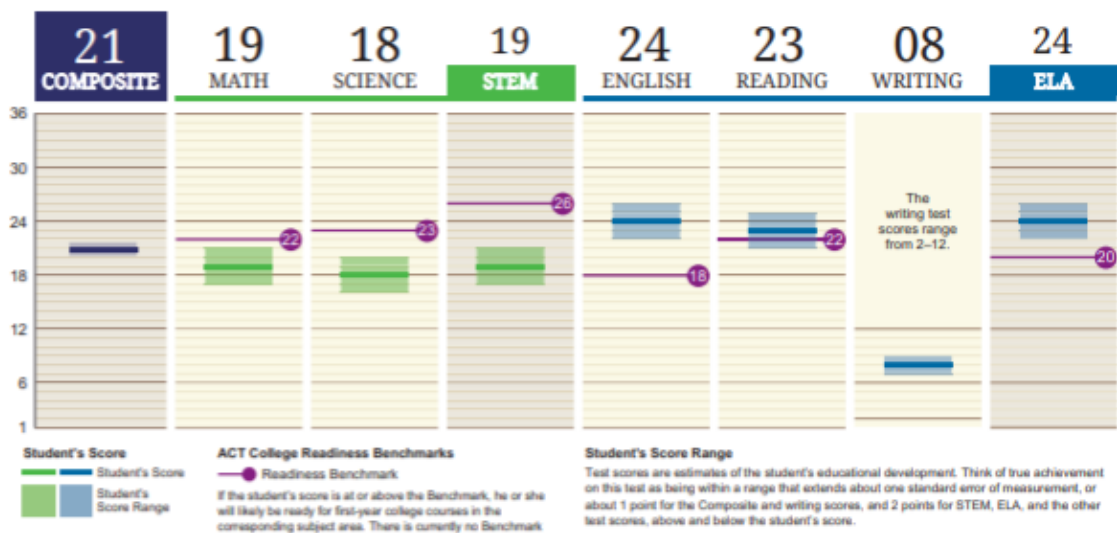 21 19 18 19 24 23 08 24
COMPOSITE MATH SCIENCE STEM ENGLISH READING WRITING ELA
36
30
24
18
12
6
1
22
23
26
18
22
The
writing test
scores range
from 2–12.
20
Student's Score
Student's Score
Student's
Score Range
ACT College Readiness Benchmarks
Readiness Benchmark
If the student's score is at or above the Benchmark, he or she
will likely be ready for first-year college courses in the
corresponding subject area. There is currently no Benchmark
Student's Score Range
Test scores are estimates of the student's educational development. Think of true achievement
on this test as being within a range that extends about one standard error of measurement, or
about 1 point for the Composite and writing scores, and 2 points for STEM, ELA, and the other
test scores, above and below the student's score.